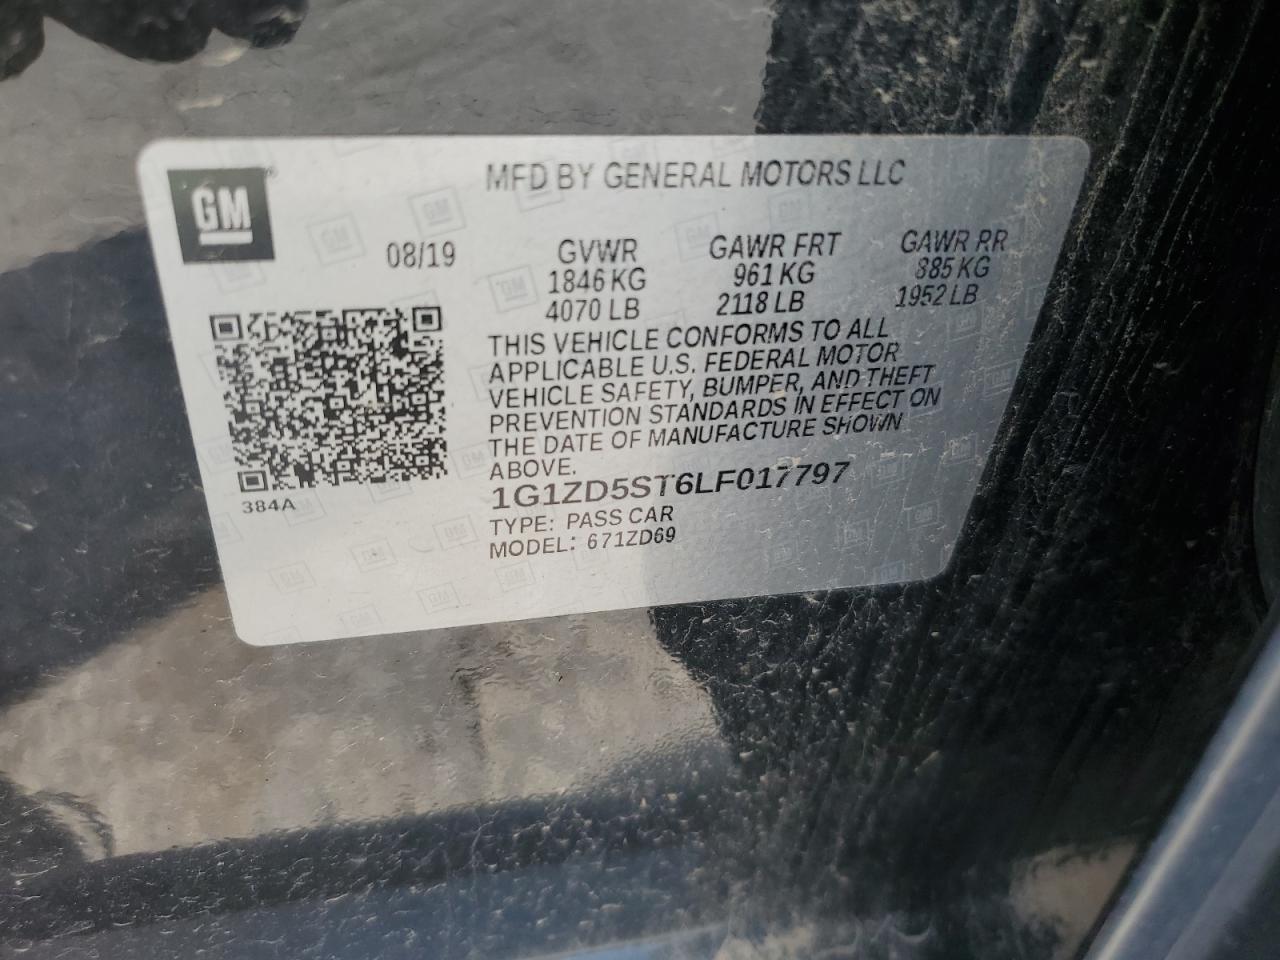 GM
MFD BY GENERAL MOTORS LLC
08/19
GVWR GAWR FRT GAWR RR
1846 KG 961 KG 885 KG
4070 LB 2118 LB 1952 LB
THIS VEHICLE CONFORMS TO ALL
APPLICABLE U.S. FEDERAL MOTOR
VEHICLE SAFETY, BUMPER, AND THEFT
PREVENTION STANDARDS IN EFFECT ON
THE DATE OF MANUFACTURE SHOWN
ABOVE.
1G1ZD5ST6LF017797
384A
TYPE: PASS CAR
MODEL: 671ZD69